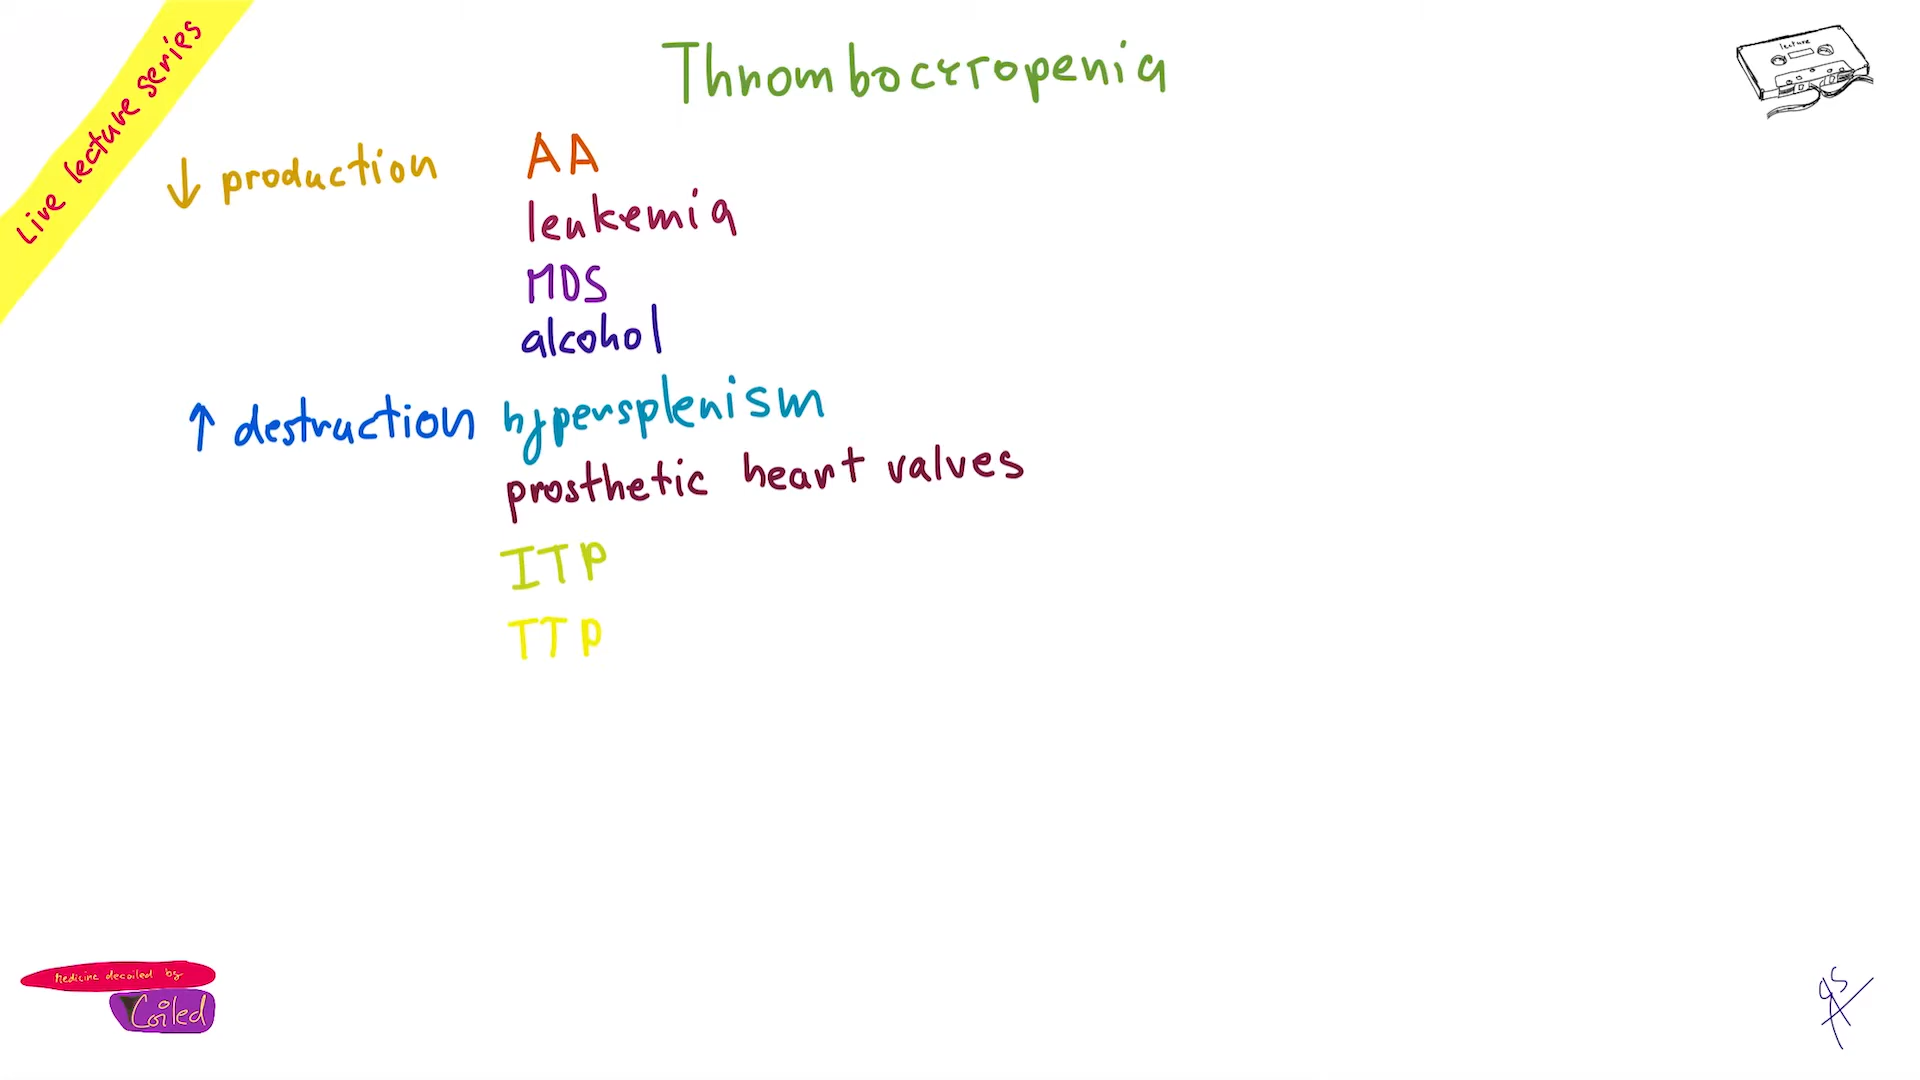 Live lecture series
Thrombocytopenia
lecture
↓ production AA
leukemia
MDS
alcohol
↑ destruction hypersplenism
prosthetic heart valves
ITP
TTP
Medicine decoiled by
Coiled